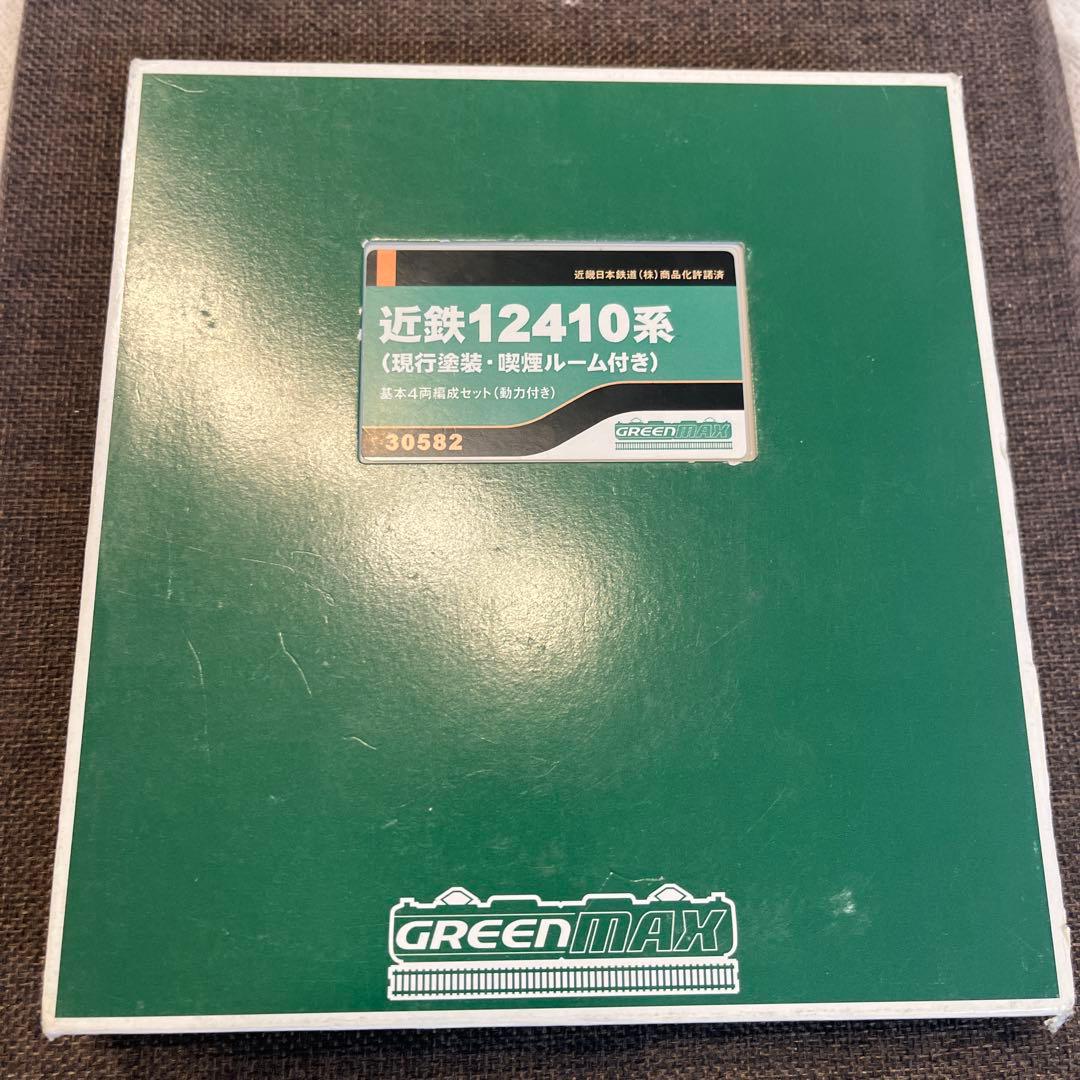 近畿日本鉄道(株)商品化許諾済
近鉄12410系
(現行塗装・喫煙ルーム付き)
基本4両編成セット(動力付き)
30582
GREENMAX
GREENMAX